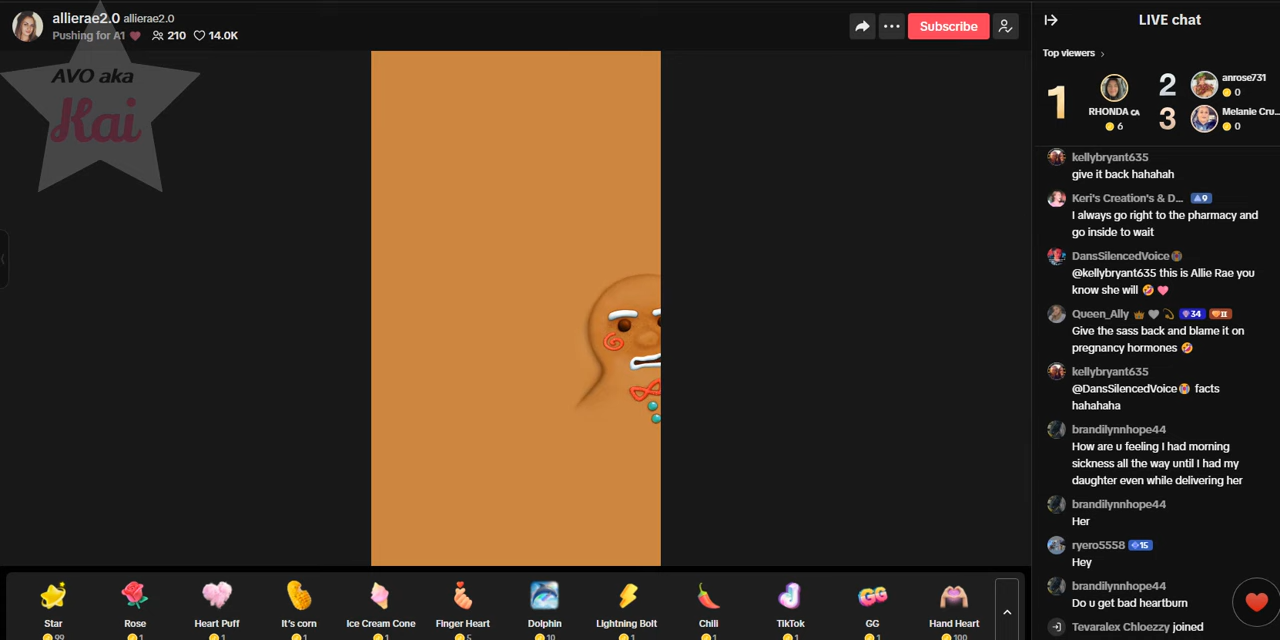 allierae2.0 allierae2.0
Pushing for A1 210 14.0K
AVO aka
Kai
Subscribe
LIVE chat
Top viewers
1
RHONDA CA
6
2
anrose731
0
3
Melanie Cru...
0
kellybryant635
give it back hahahah
Keri's Creation's & D... 9
I always go right to the pharmacy and
go inside to wait
DansSilencedVoice
@kellybryant635 this is Allie Rae you
know she will
Queen_Ally 34 II
Give the sass back and blame it on
pregnancy hormones
kellybryant635
@DansSilencedVoice facts
hahahaha
brandilynnhope44
How are u feeling I had morning
sickness all the way until I had my
daughter even while delivering her
brandilynnhope44
Her
ryero5558 15
Hey
brandilynnhope44
Do u get bad heartburn
Tevaralex Chloezzy joined
Star Rose Heart Puff It's corn Ice Cream Cone Finger Heart Dolphin Lightning Bolt Chili TikTok GG Hand Heart
99 1 1 1 1 5 10 1 1 1 1 100